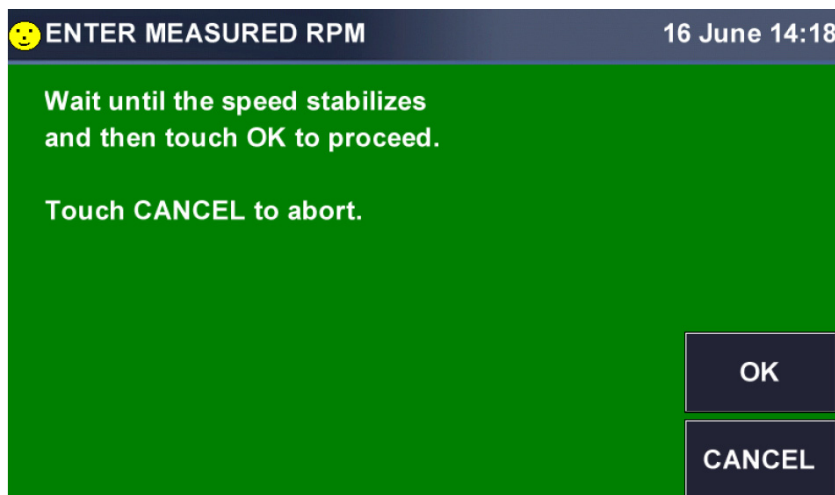 ENTER MEASURED RPM
16 June 14:18
Wait until the speed stabilizes
and then touch OK to proceed.
Touch CANCEL to abort.
OK
CANCEL